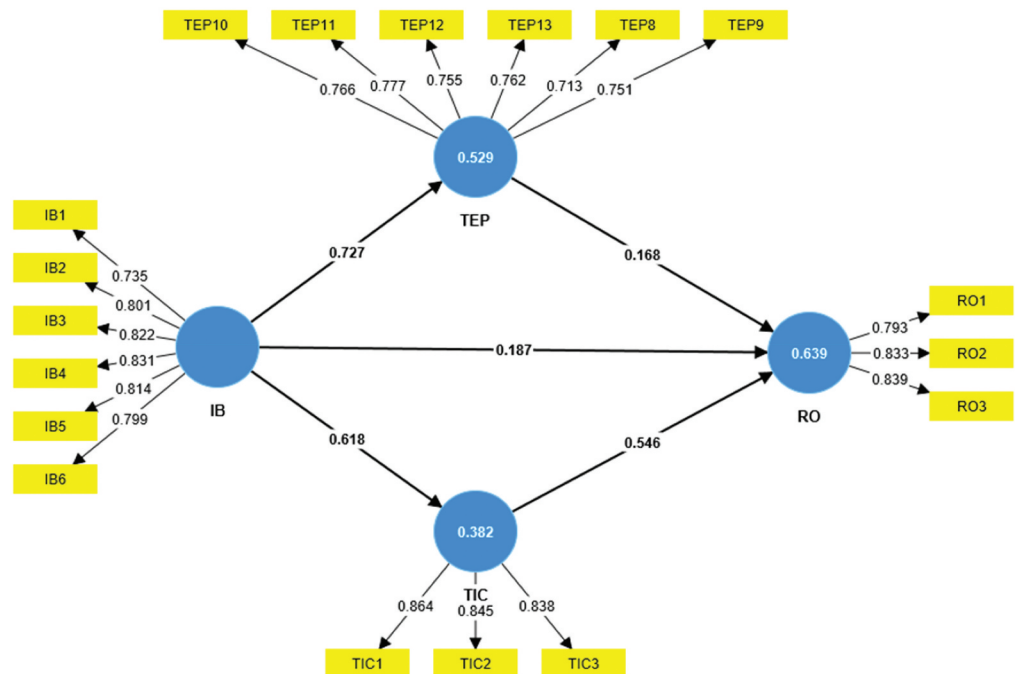 TEP10 TEP11 TEP12 TEP13 TEP8 TEP9
0.766 0.777 0.755 0.762 0.713 0.751
0.529
TEP
IB1
IB2
IB3
IB4
IB5
IB6
0.735
0.801
0.822
0.831
0.814
0.799
IB
0.727
0.168
0.187
0.618
0.546
0.639
RO
0.793
0.833
0.839
RO1
RO2
RO3
0.382
TIC
0.864 0.845 0.838
TIC1 TIC2 TIC3